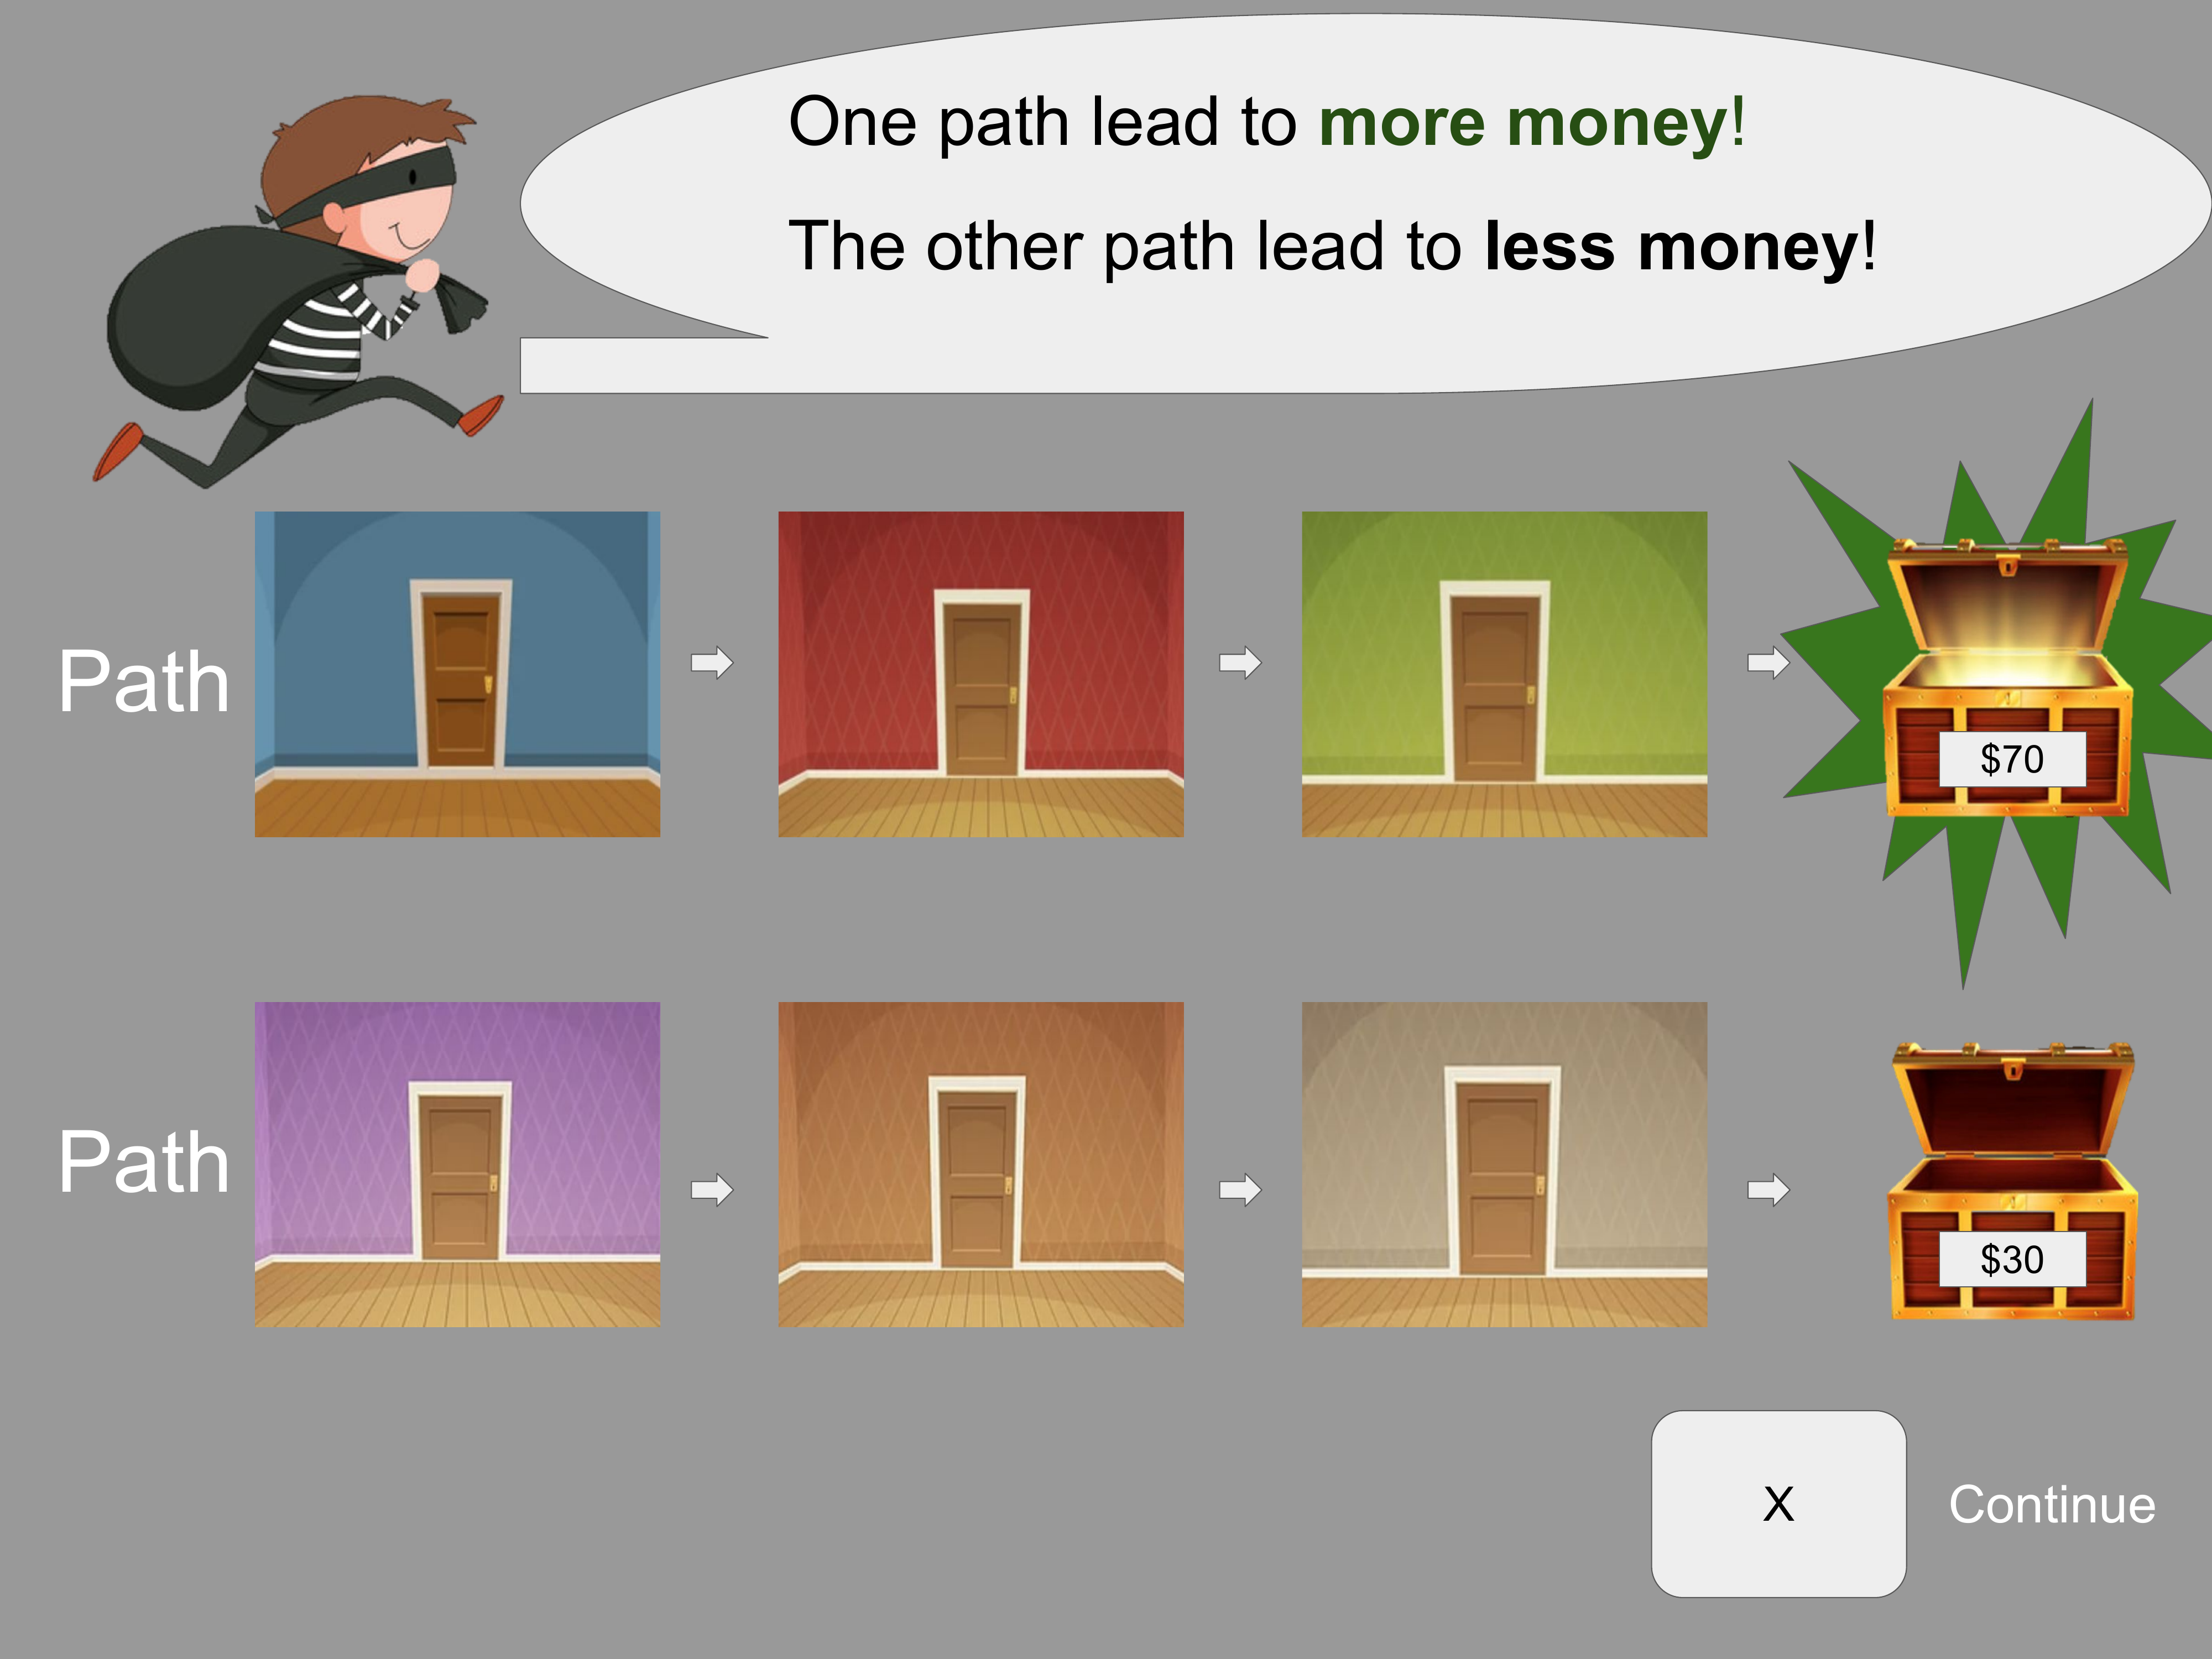 One path lead to more money!
The other path lead to less money!
Path
$70
Path
$30
X
Continue